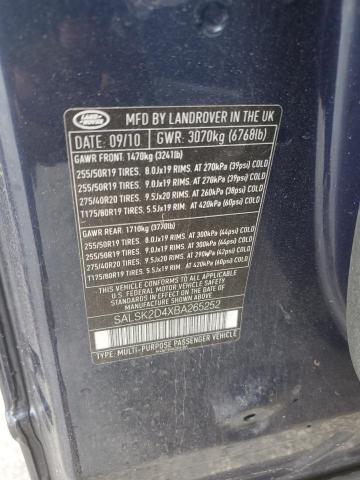 LAND ROVER
MFD BY LANDROVER IN THE UK
DATE: 09/10 GWR: 3070kg (6768lb)
GAWR FRONT: 1470kg (3241lb)
255/50R19 TIRES. 8.0Jx19 RIMS. AT 270kPA (39psi) COLD
255/50R19 TIRES. 9.0Jx19 RIMS. AT 270kPA (39psi) COLD
275/40R20 TIRES. 9.5Jx20 RIMS. AT 260kPA (38psi) COLD
T175/80R19 TIRES. 5.5Jx19 RIM. AT 420kPA (60psi) COLD
GAWR REAR: 1710kg (3770lb)
255/50R19 TIRES. 8.0Jx19 RIMS. AT 300kPA (44psi) COLD
255/50R19 TIRES. 9.0Jx19 RIMS. AT 300kPA (44psi) COLD
275/40R20 TIRES. 9.5Jx20 RIMS. AT 290kPA (42psi) COLD
T175/80R19 TIRES. 5.5Jx19 RIM. AT 420kPA (60psi) COLD
THIS VEHICLE CONFORMS TO ALL APPLICABLE
U.S. FEDERAL MOTOR VEHICLE SAFETY STANDARDS
IN EFFECT ON THE DATE OF MANUFACTURE SHOWN ABOVE
SALSK2D4XBA265252
TYPE: MULTI-PURPOSE PASSENGER VEHICLE